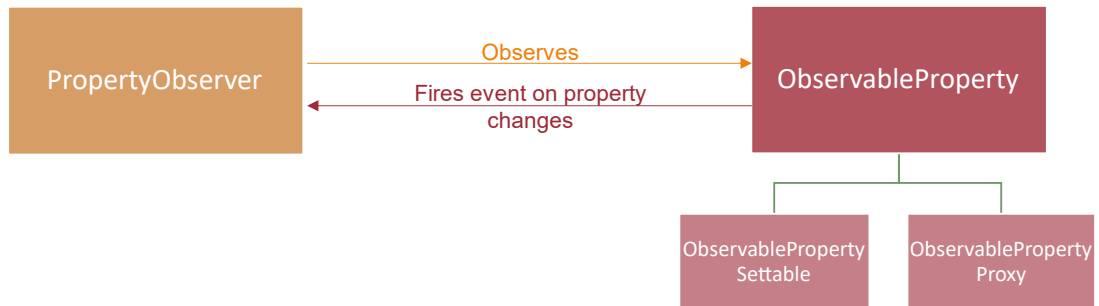 PropertyObserver
Observes
Fires event on property
changes
ObservableProperty
ObservableProperty
Settable
ObservableProperty
Proxy